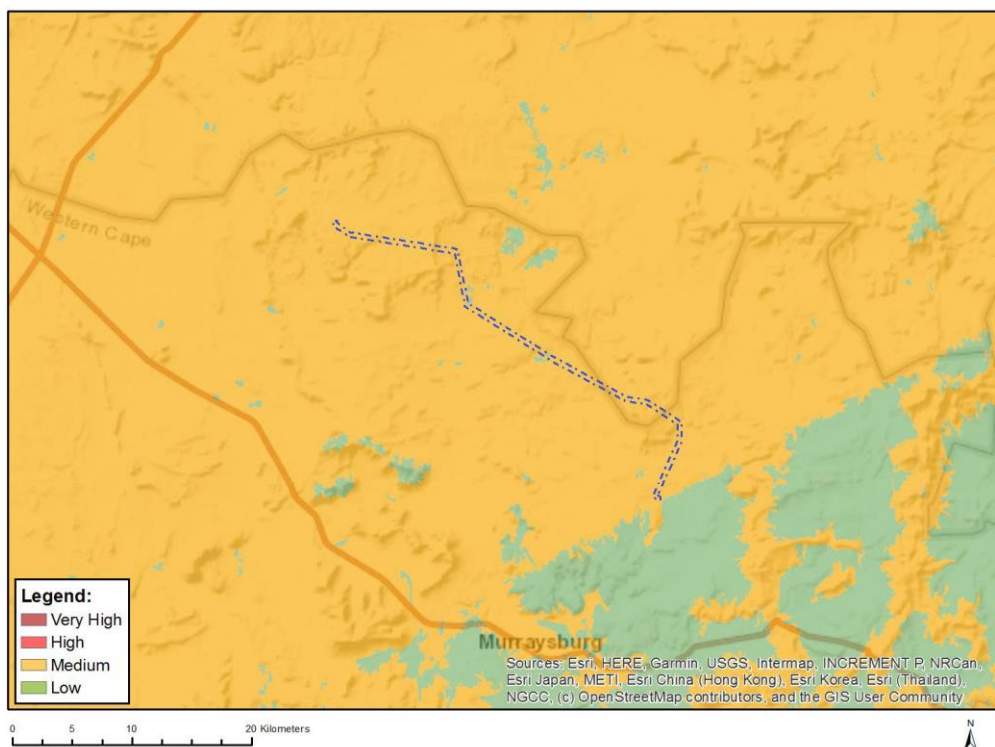 Western Cape
Legend:
Very High
High
Medium
Low
Murraysburg
Sources: Esri, HERE, Garmin, USGS, Intermap, INCREMENT P, NRCan,
Esri Japan, METI, Esri China (Hong Kong), Esri Korea, Esri (Thailand),
NGCC, (c) OpenStreetMap contributors, and the GIS User Community
0 5 10 20 Kilometers
N